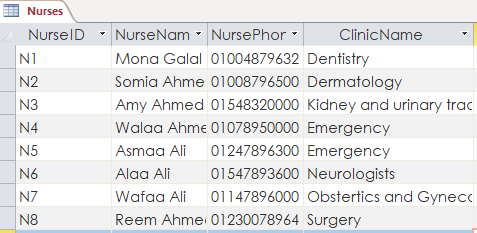 Nurses
NurseID NurseNam NursePhor ClinicName
N1 Mona Galal 01004879632 Dentistry
N2 Somia Ahme 01008796500 Dermatology
N3 Amy Ahmed 01548320000 Kidney and urinary trac
N4 Walaa Ahme 01078950000 Emergency
N5 Asmaa Ali 01247896300 Emergency
N6 Alaa Ali 01547893600 Neurologists
N7 Wafaa Ali 01147896000 Obstertics and Gyneco
N8 Reem Ahme 01230078964 Surgery